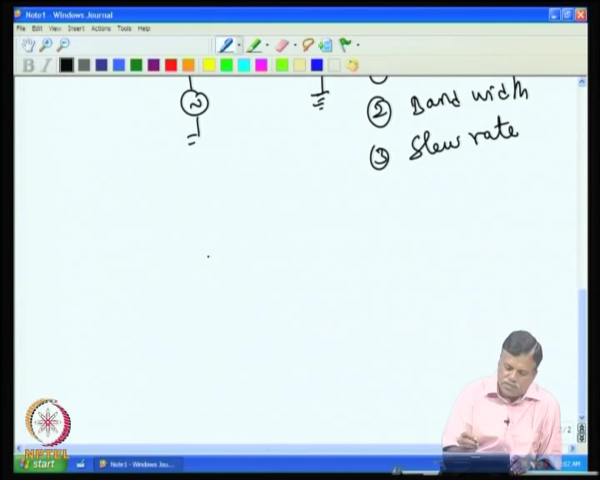 Note1 - Windows Journal
File Edit View Insert Actions Tools Help
B I
② Band width
③ Slew rate
NPTEL
start
Note1 - Windows Jou...